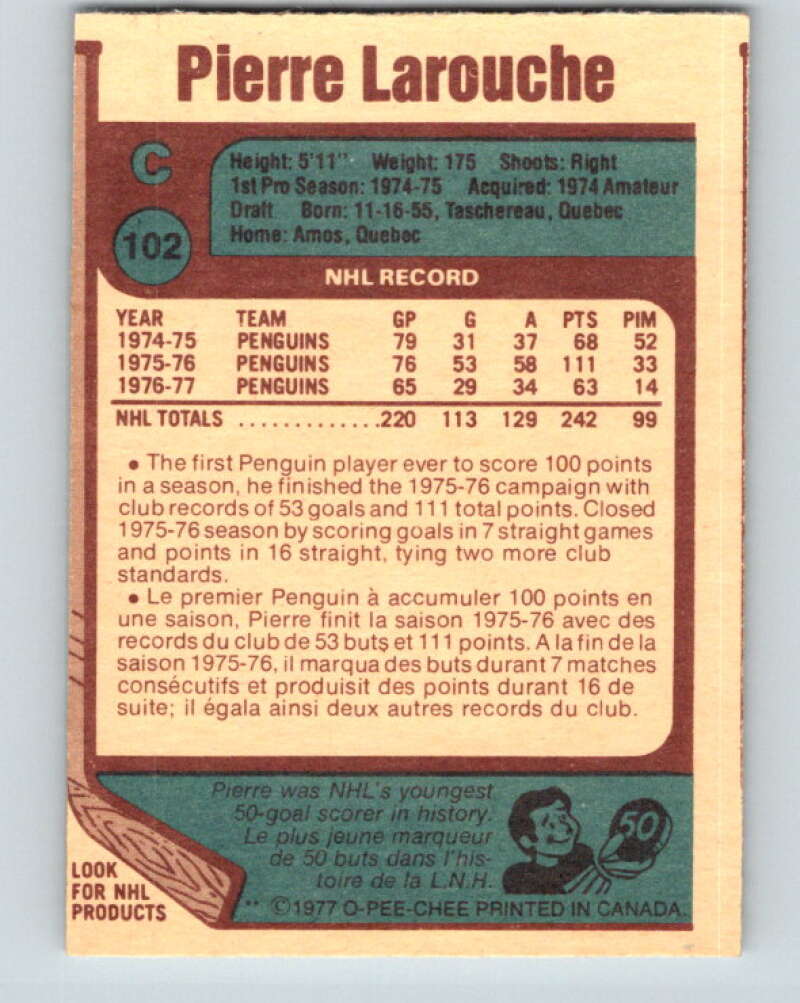 Pierre Larouche
C
102
Height: 5'11" Weight: 175 Shoots: Right
1st Pro Season: 1974-75 Acquired: 1974 Amateur
Draft Born: 11-16-55, Taschereau, Quebec
Home: Amos, Quebec
NHL RECORD
YEAR TEAM GP G A PTS PIM
1974-75 PENGUINS 79 31 37 68 52
1975-76 PENGUINS 76 53 58 111 33
1976-77 PENGUINS 65 29 34 63 14
NHL TOTALS .............220 113 129 242 99
• The first Penguin player ever to score 100 points
in a season, he finished the 1975-76 campaign with
club records of 53 goals and 111 total points. Closed
1975-76 season by scoring goals in 7 straight games
and points in 16 straight, tying two more club
standards.
• Le premier Penguin à accumuler 100 points en
une saison, Pierre finit la saison 1975-76 avec des
records du club de 53 buts et 111 points. A la fin de la
saison 1975-76, il marqua des buts durant 7 matches
consécutifs et produisit des points durant 16 de
suite; il égala ainsi deux autres records du club.
Pierre was NHL's youngest
50-goal scorer in history.
Le plus jeune marqueur
de 50 buts dans l'his-
toire de la L.N.H.
50
LOOK
FOR NHL
PRODUCTS
** ©1977 O-PEE-CHEE PRINTED IN CANADA.